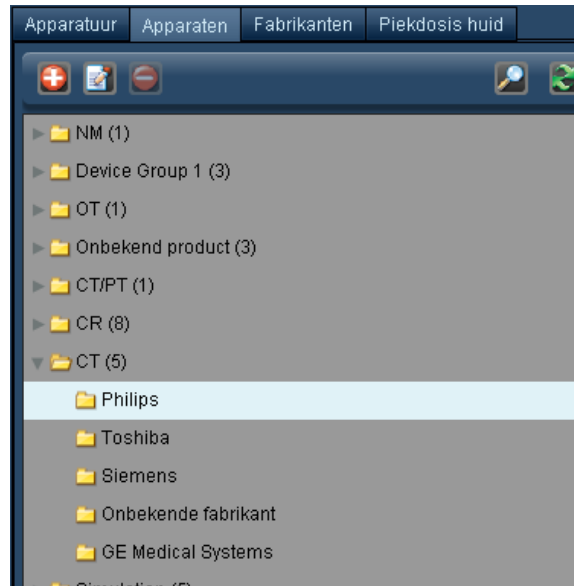 Apparatuur Apparaten Fabrikanten Piekdosis huid
NM (1)
Device Group 1 (3)
OT (1)
Onbekend product (3)
CT/PT (1)
CR (8)
CT (5)
Philips
Toshiba
Siemens
Onbekende fabrikant
GE Medical Systems